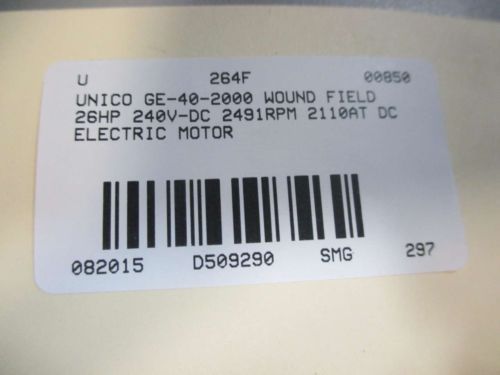 U 264F 00850
UNICO GE-40-2000 WOUND FIELD
26HP 240V-DC 2491RPM 2110AT DC
ELECTRIC MOTOR
082015 D509290 SMG 297